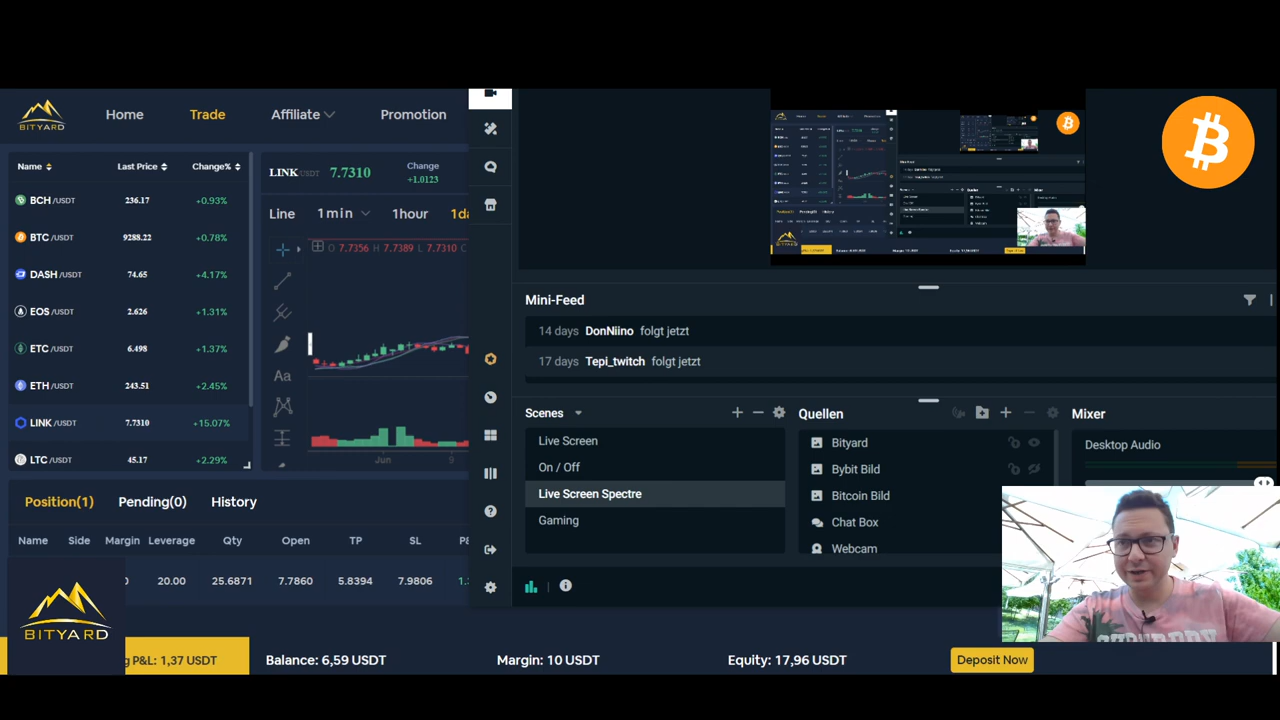 BITYARD
Home
Trade
Affiliate
Promotion
Name
Last Price
Change%
BCH /USDT
236.17
+0.93%
BTC /USDT
9288.22
+0.78%
DASH /USDT
74.65
+4.17%
EOS /USDT
2.626
+1.31%
ETC /USDT
6.498
+1.37%
ETH /USDT
243.51
+2.45%
LINK /USDT
7.7310
+15.07%
LTC /USDT
45.17
+2.29%
LINK/USDT
7.7310
Change
+1.0123
Line
1 min
1hour
1da
O 7.7356 H 7.7389 L 7.7310
Aa
Jun
9
Mini-Feed
14 days DonNiino folgt jetzt
17 days Tepi_twitch folgt jetzt
Scenes
Live Screen
On / Off
Live Screen Spectre
Gaming
Quellen
Bityard
Bybit Bild
Bitcoin Bild
Chat Box
Webcam
Mixer
Desktop Audio
Position(1)
Pending(0)
History
Name
Side
Margin
Leverage
Qty
Open
TP
SL
P&
20.00
25.6871
7.7860
5.8394
7.9806
BITYARD
P&L: 1,37 USDT
Balance: 6,59 USDT
Margin: 10 USDT
Equity: 17,96 USDT
Deposit Now